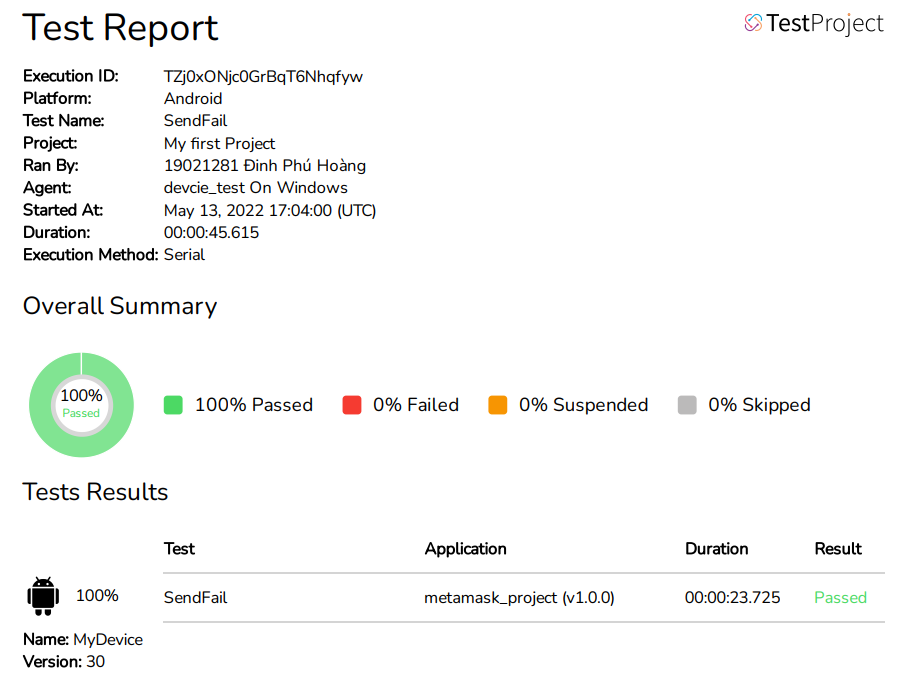 Test Report
TestProject
Execution ID: TZj0xONjc0GrBqT6Nhqfyw
Platform: Android
Test Name: SendFail
Project: My first Project
Ran By: 19021281 Đinh Phú Hoàng
Agent: devcie_test On Windows
Started At: May 13, 2022 17:04:00 (UTC)
Duration: 00:00:45.615
Execution Method: Serial
Overall Summary
100%
Passed
100% Passed 0% Failed 0% Suspended 0% Skipped
Tests Results
Test Application Duration Result
100% SendFail metamask_project (v1.0.0) 00:00:23.725 Passed
Name: MyDevice
Version: 30